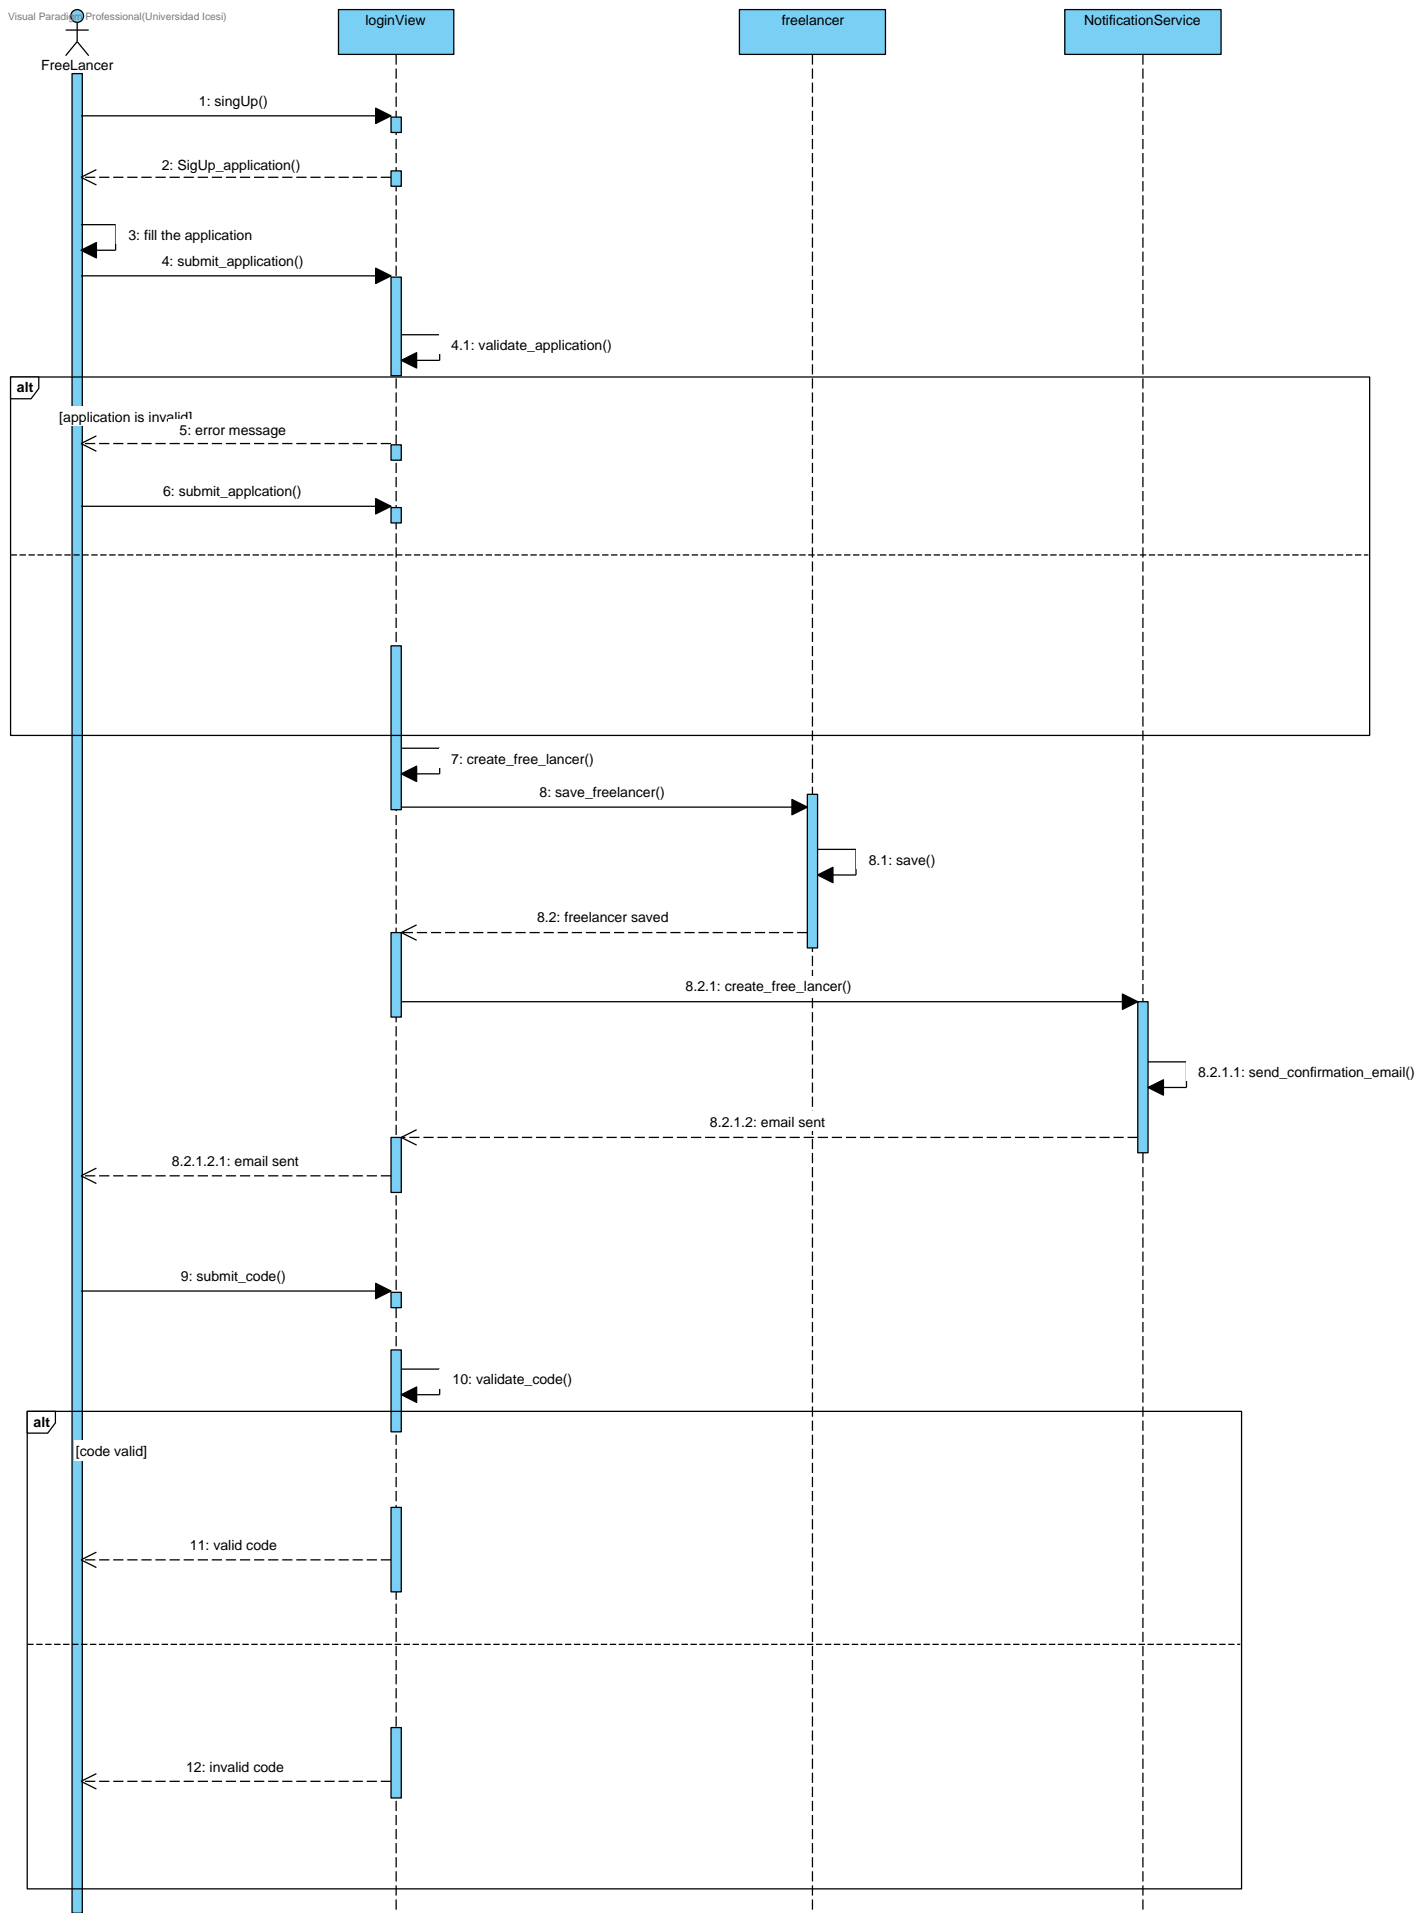 Visual Paradigm Professional(Universidad Icesi)
FreeLancer
loginView
freelancer
NotificationService
1: singUp()
2: SigUp_application()
3: fill the application
4: submit_application()
4.1: validate_application()
alt
[application is invalid]
5: error message
6: submit_applcation()
7: create_free_lancer()
8: save_freelancer()
8.1: save()
8.2: freelancer saved
8.2.1: create_free_lancer()
8.2.1.1: send_confirmation_email()
8.2.1.2: email sent
8.2.1.2.1: email sent
9: submit_code()
10: validate_code()
alt
[code valid]
11: valid code
12: invalid code